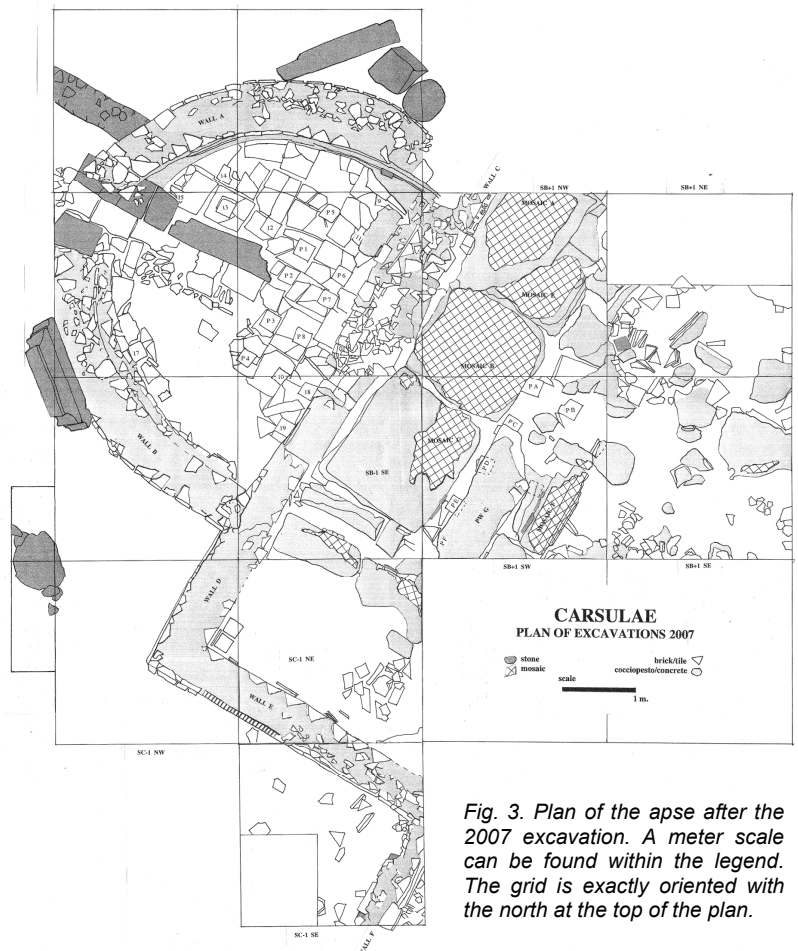 WALL A
WALL C
SB+1 NW
SB+1 NE
MOSAIC A
14
15
13
9
P 5
12
11
P 1
P 2
P 6
P 7
MOSAIC E
P 3
P 8
P 4
17
MOSAIC B
10
18
P A
P B
19
P C
MOSAIC C
WALL B
SB-1 SE
P D
P E
PW G
P F
SB+1 SW
SB+1 SE
WALL D
CARSULAE
PLAN OF EXCAVATIONS 2007
stone
brick/tile
mosaic
cocciopesto/concrete
scale
1 m.
SC-1 NE
WALL E
SC-1 NW
Fig. 3. Plan of the apse after the
2007 excavation. A meter scale
can be found within the legend.
The grid is exactly oriented with
the north at the top of the plan.
SC-1 SE
WALL F